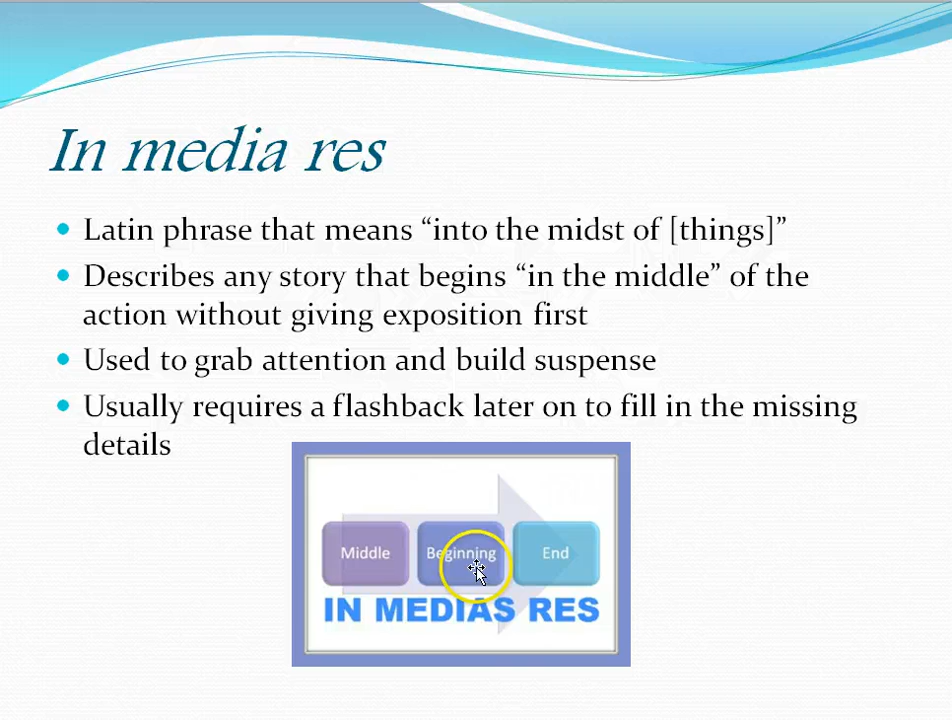 In media res
Latin phrase that means “into the midst of [things]”
Describes any story that begins “in the middle” of the
action without giving exposition first
Used to grab attention and build suspense
Usually requires a flashback later on to fill in the missing
details
Middle Beginning End
IN MEDIAS RES